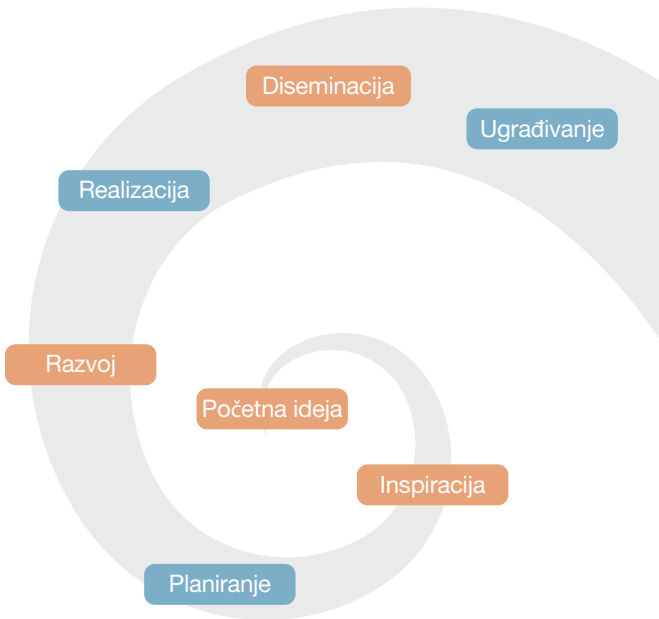 Diseminacija
Ugrađivanje
Realizacija
Razvoj
Početna ideja
Inspiracija
Planiranje